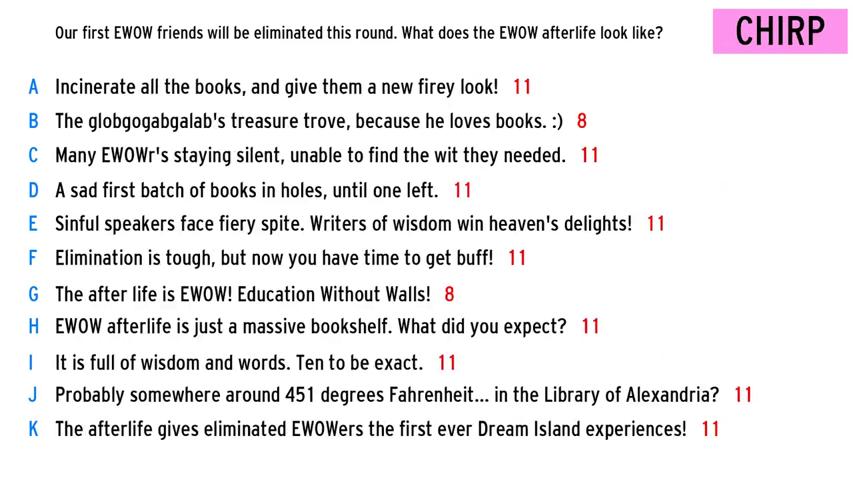 Our first EWOW friends will be eliminated this round. What does the EWOW afterlife look like?
CHIRP
A Incinerate all the books, and give them a new firey look! 11
B The globgogabgalab's treasure trove, because he loves books. :) 8
C Many EWOWr's staying silent, unable to find the wit they needed. 11
D A sad first batch of books in holes, until one left. 11
E Sinful speakers face fiery spite. Writers of wisdom win heaven's delights! 11
F Elimination is tough, but now you have time to get buff! 11
G The after life is EWOW! Education Without Walls! 8
H EWOW afterlife is just a massive bookshelf. What did you expect? 11
I It is full of wisdom and words. Ten to be exact. 11
J Probably somewhere around 451 degrees Fahrenheit... in the Library of Alexandria? 11
K The afterlife gives eliminated EWOWers the first ever Dream Island experiences! 11